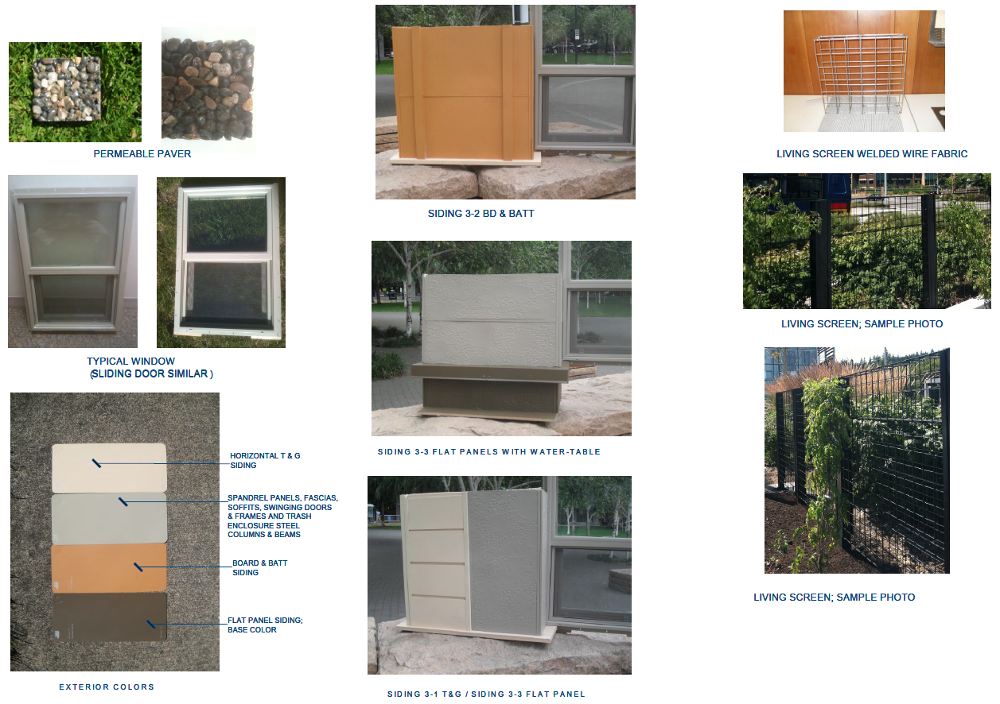 PERMEABLE PAVER
TYPICAL WINDOW
(SLIDING DOOR SIMILAR )
HORIZONTAL T & G
SIDING
SPANDREL PANELS, FASCIAS,
SOFFITS, SWINGING DOORS
& FRAMES AND TRASH
ENCLOSURE STEEL
COLUMNS & BEAMS
BOARD & BATT
SIDING
FLAT PANEL SIDING;
BASE COLOR
EXTERIOR COLORS
SIDING 3-2 BD & BATT
SIDING 3-3 FLAT PANELS WITH WATER-TABLE
SIDING 3-1 T&G / SIDING 3-3 FLAT PANEL
LIVING SCREEN WELDED WIRE FABRIC
LIVING SCREEN; SAMPLE PHOTO
LIVING SCREEN; SAMPLE PHOTO